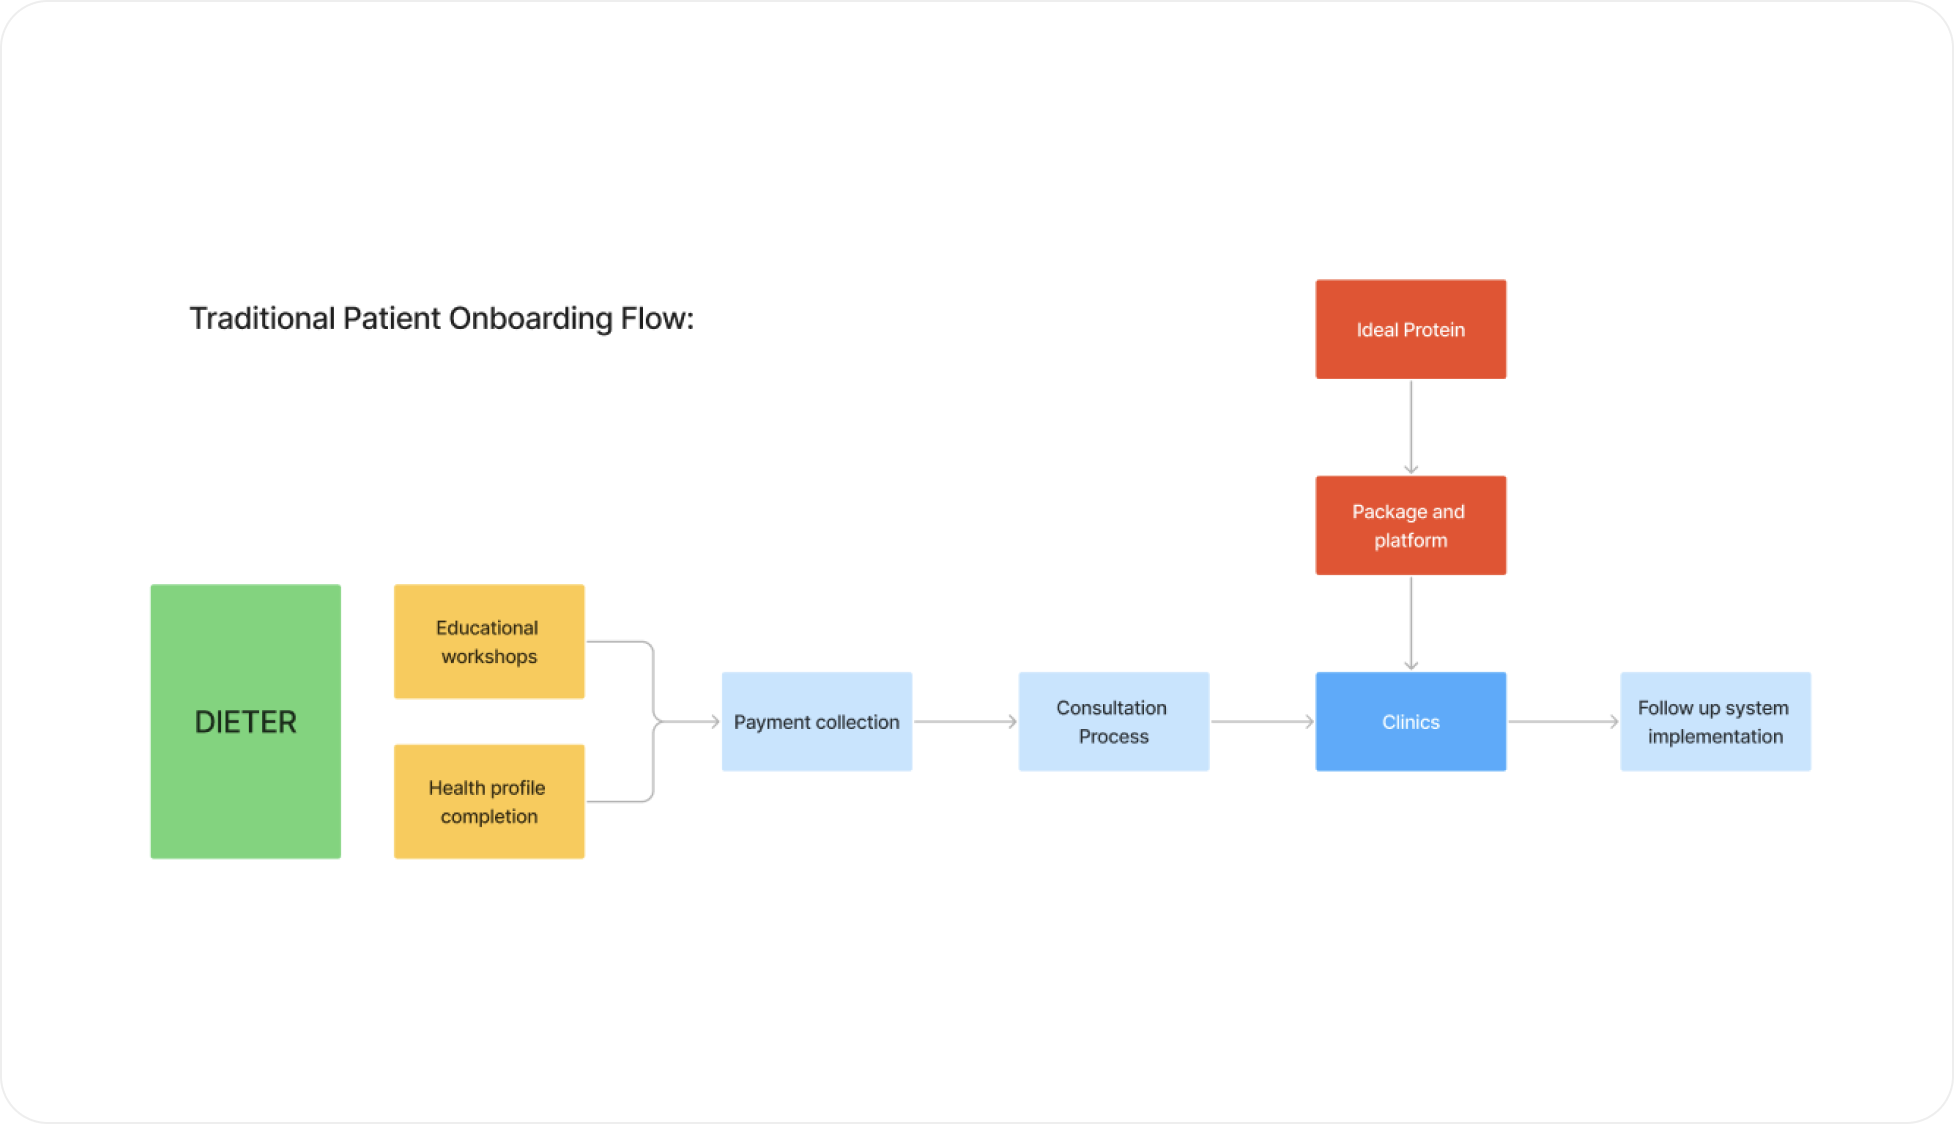 Traditional Patient Onboarding Flow:
Ideal Protein
Package and
platform
DIETER
Educational
workshops
Health profile
completion
Payment collection
Consultation
Process
Clinics
Follow up system
implementation